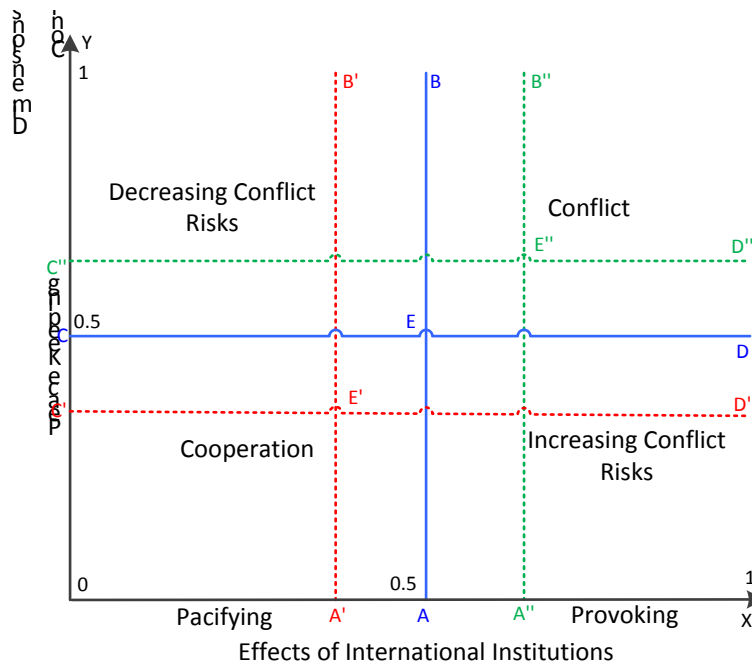 Y
1
B'
B
B''
Decreasing Conflict
Risks
Conflict
E''
D''
C''
0.5
E
C
D
E'
C'
D'
Cooperation
Increasing Conflict
Risks
0
0.5
1
X
Pacifying
A'
A
A''
Provoking
Effects of International Institutions